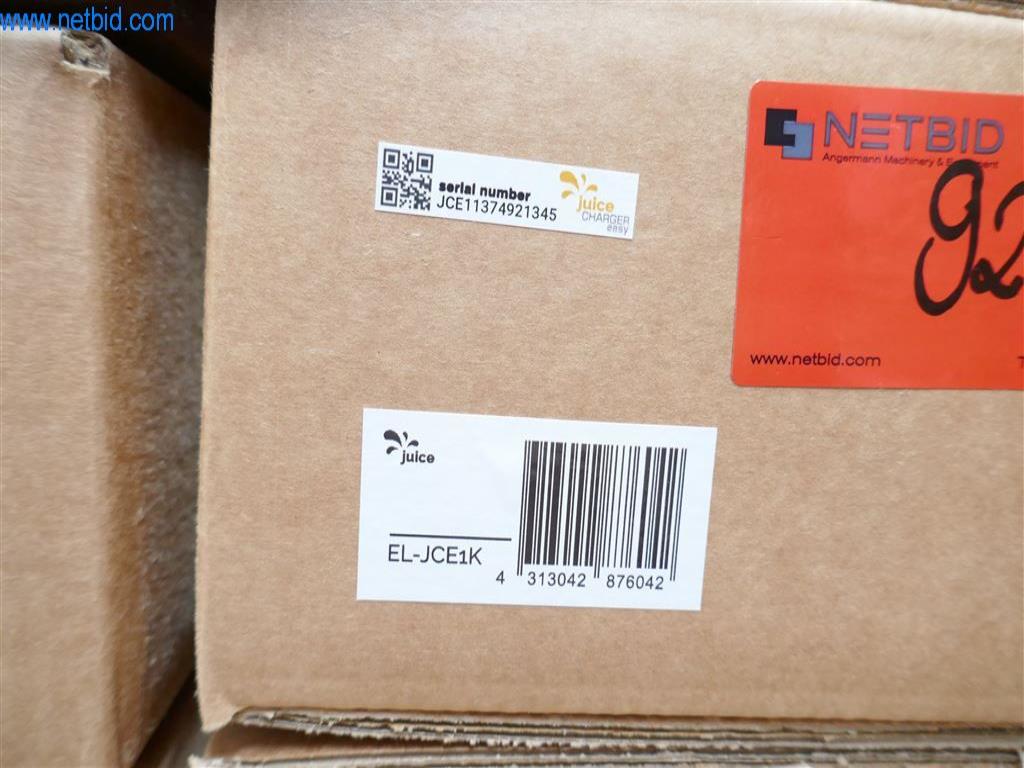 www.netbid.com
NETBID
Angermann Machinery & Equipment
92
www.netbid.com
serial number
JCE11374921345
juice
CHARGER
easy
juice
EL-JCE1K
4 313042 876042